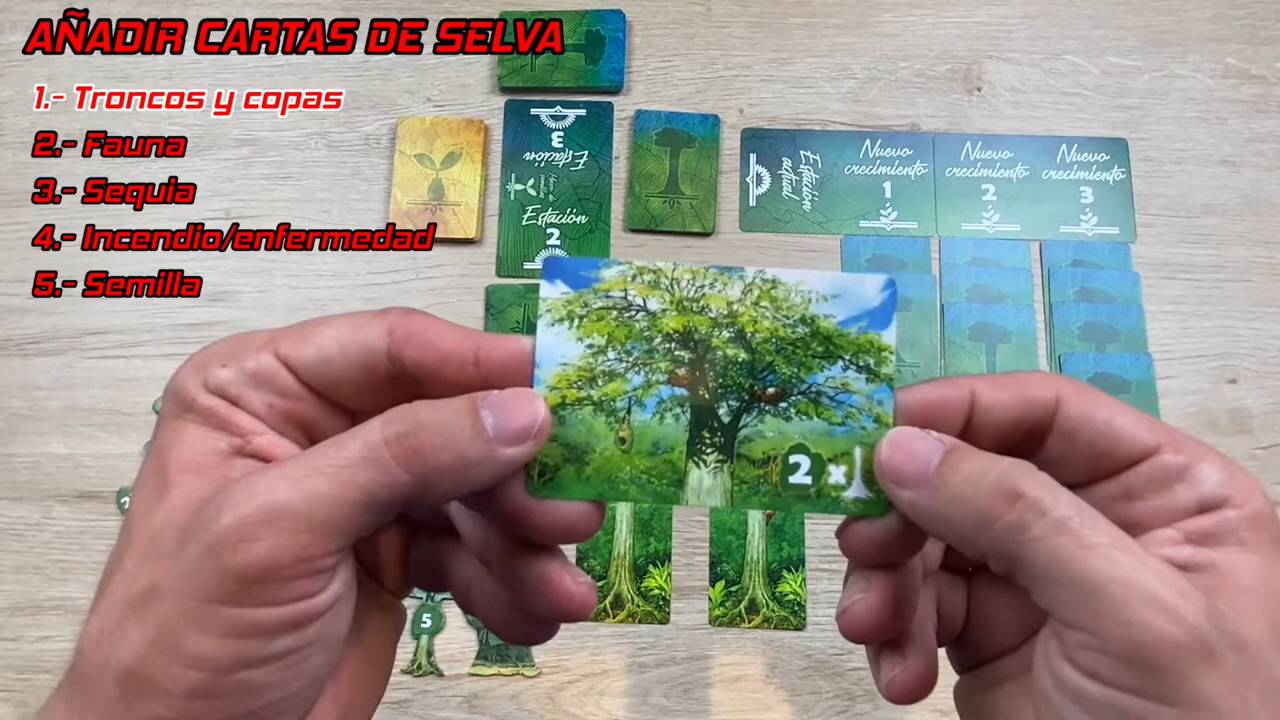 AÑADIR CARTAS DE SELVA
1.- Troncos y copas
2.- Fauna
3.- Sequia
4.- Incendio/enfermedad
5.- Semilla
Estación
3
Estación
2
Estación
actual
Nuevo
crecimiento
1
Nuevo
crecimiento
2
Nuevo
crecimiento
3
2 x
5
2